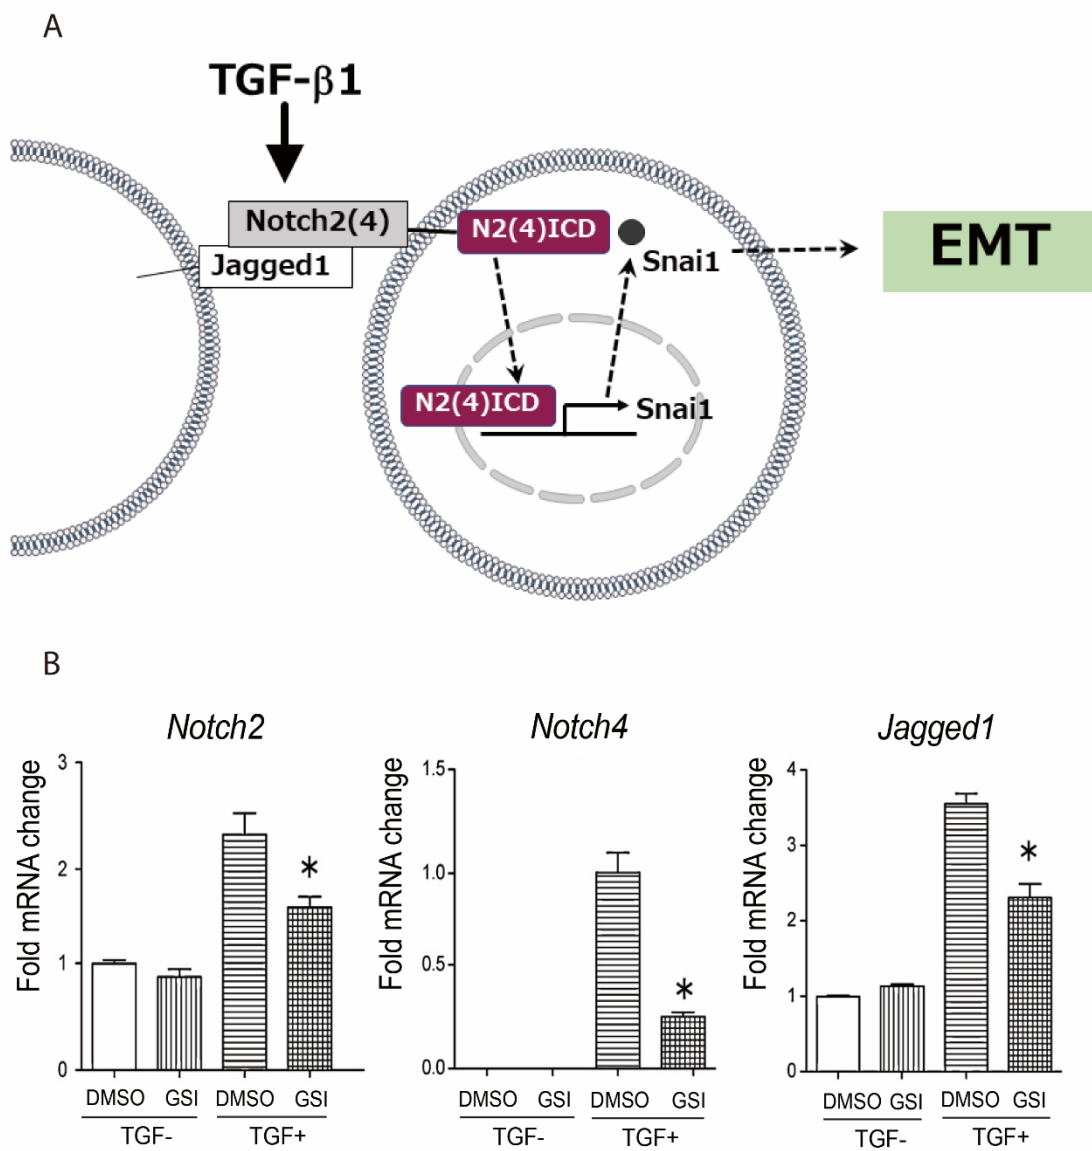 A
TGF-β1
Notch2(4)
Jagged1
N2(4)ICD
Snai1
EMT
N2(4)ICD
Snai1
B
Notch2
Fold mRNA change
3
2
1
0
DMSO GSI DMSO GSI
TGF- TGF+
Notch4
Fold mRNA change
1.5
1.0
0.5
0.0
*
DMSO GSI DMSO GSI
TGF- TGF+
Jagged1
Fold mRNA change
4
3
2
1
0
*
DMSO GSI DMSO GSI
TGF- TGF+